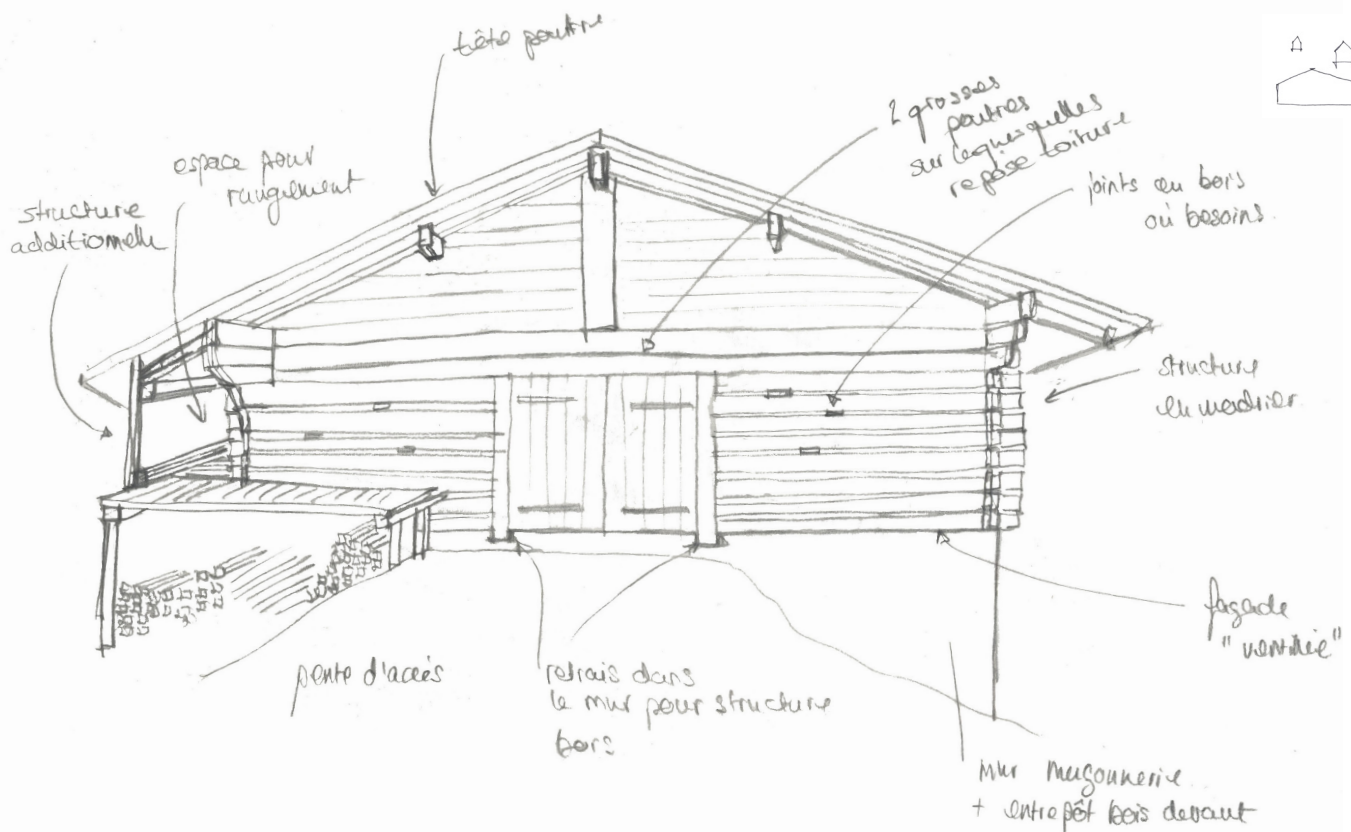 tête poutre
2 grosses
poutres
sur lesquelles
repose toiture
espace pour
rangement
joints en bois
où besoins
structure
additionnelle
structure
en madrier
façade
"ventilée"
pente d'accès
retrais dans
le mur pour structure
bois
mur maçonnerie
+ entrepôt bois devant